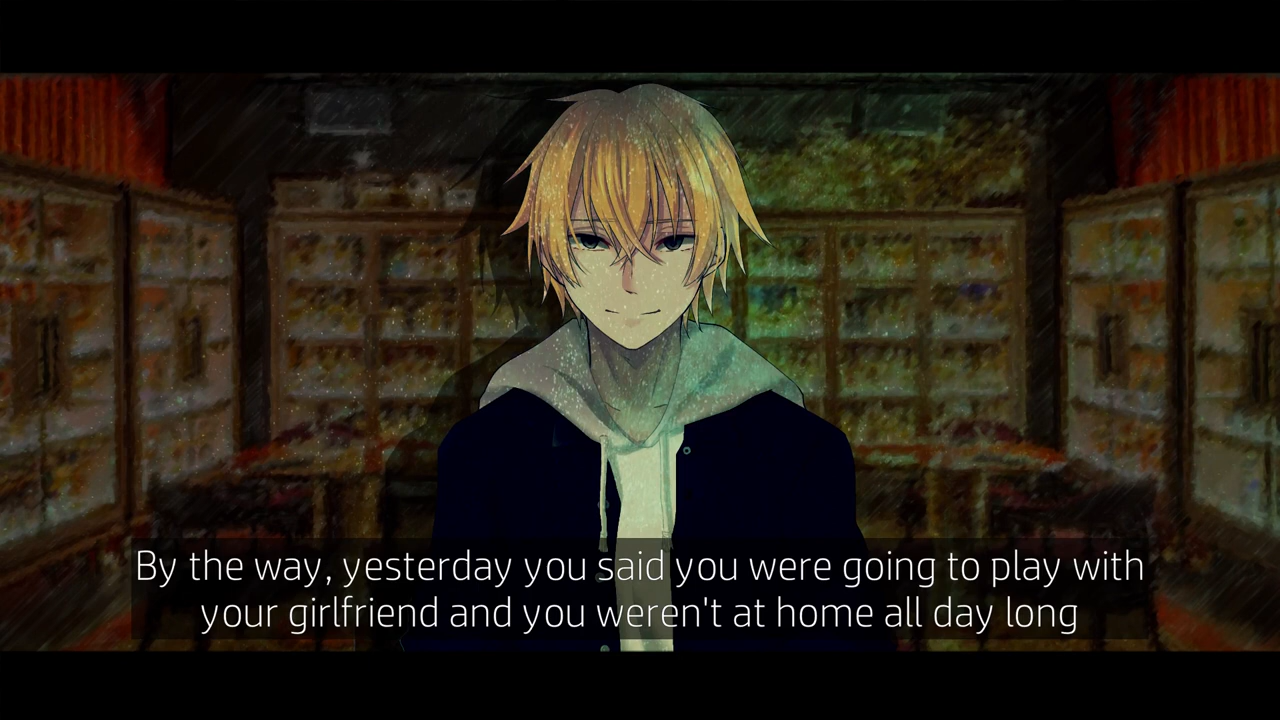 By the way, yesterday you said you were going to play with
your girlfriend and you weren't at home all day long